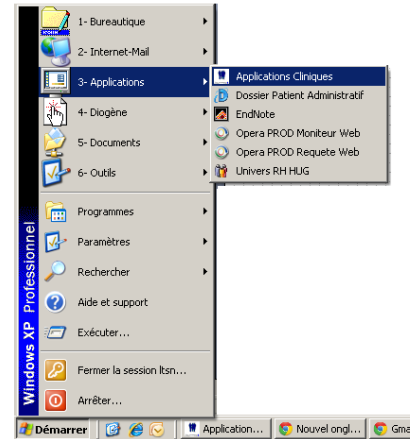 1- Bureautique
2- Internet-Mail
3- Applications
Applications Cliniques
Dossier Patient Administratif
4- Diogène
EndNote
Opera PROD Moniteur Web
5- Documents
Opera PROD Requete Web
6- Outils
Univers RH HUG
Programmes
Paramètres
Rechercher
Aide et support
Exécuter...
Fermer la session ltsn...
Arrêter...
Windows XP Professionnel
Démarrer
Application...
Nouvel ongl...
Gma